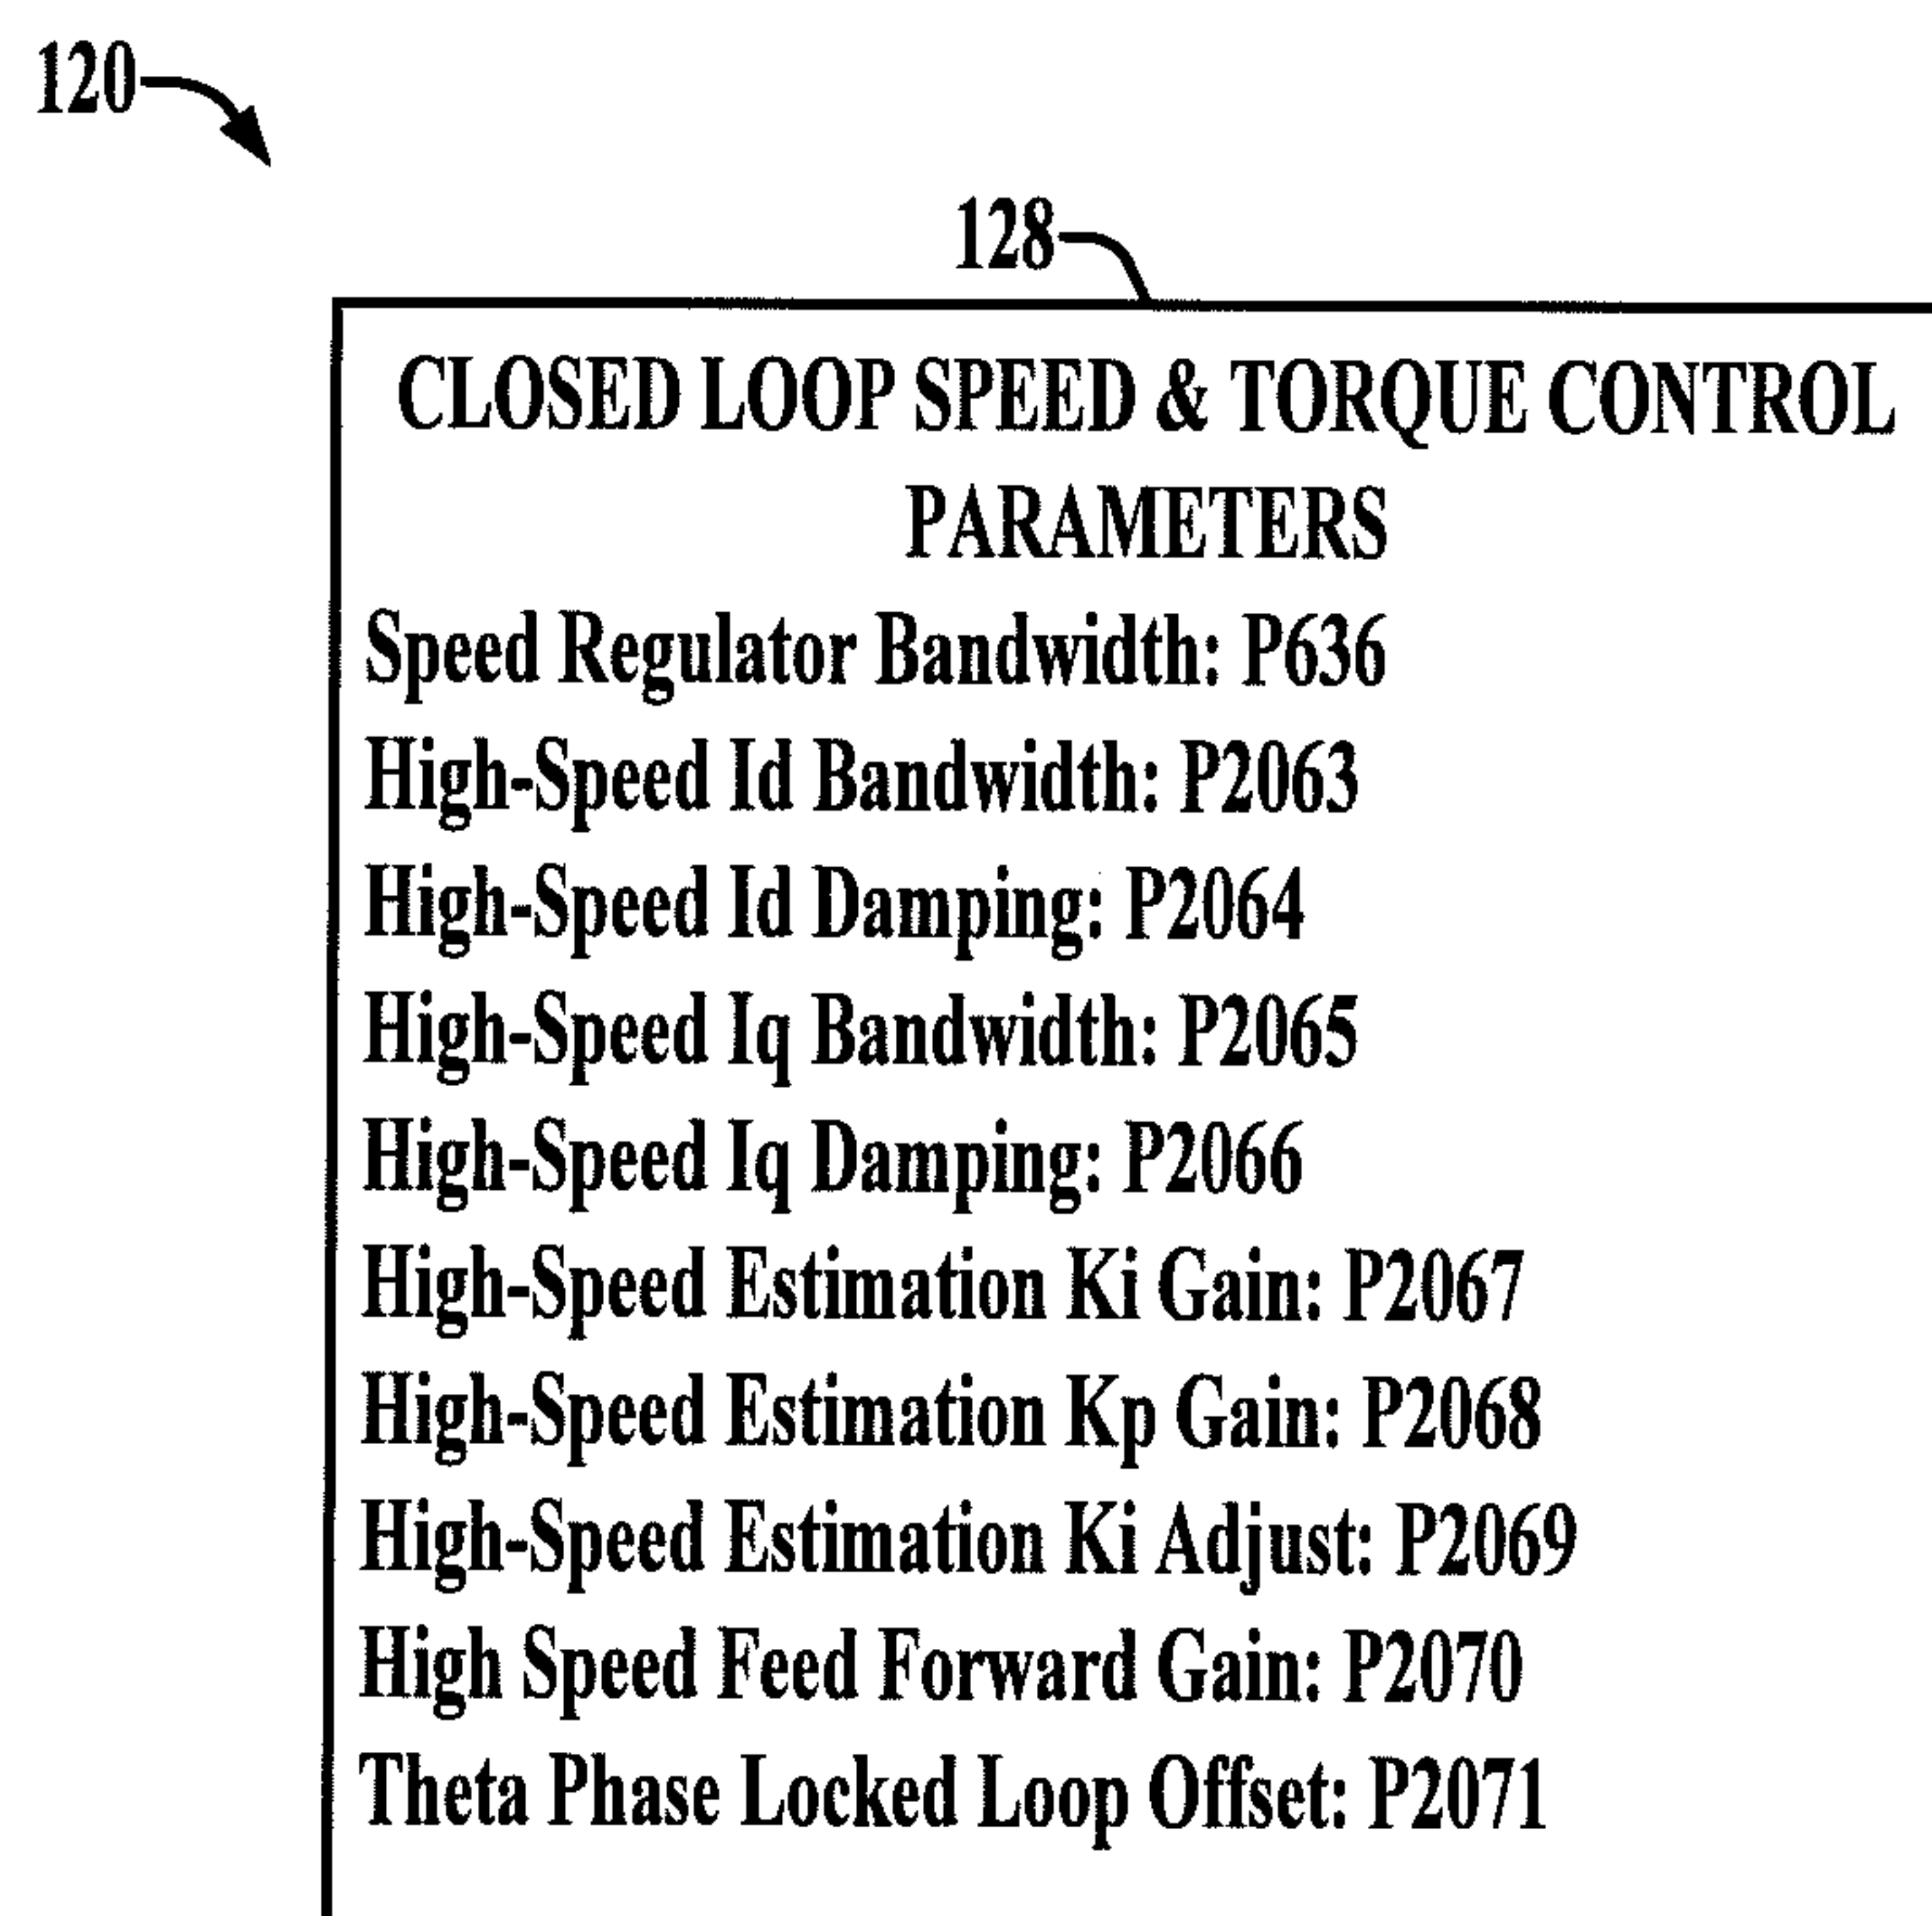 120
128
CLOSED LOOP SPEED & TORQUE CONTROL
PARAMETERS
Speed Regulator Bandwidth: P636
High-Speed Id Bandwidth: P2063
High-Speed Id Damping: P2064
High-Speed Iq Bandwidth: P2065
High-Speed Iq Damping: P2066
High-Speed Estimation Ki Gain: P2067
High-Speed Estimation Kp Gain: P2068
High-Speed Estimation Ki Adjust: P2069
High Speed Feed Forward Gain: P2070
Theta Phase Locked Loop Offset: P2071